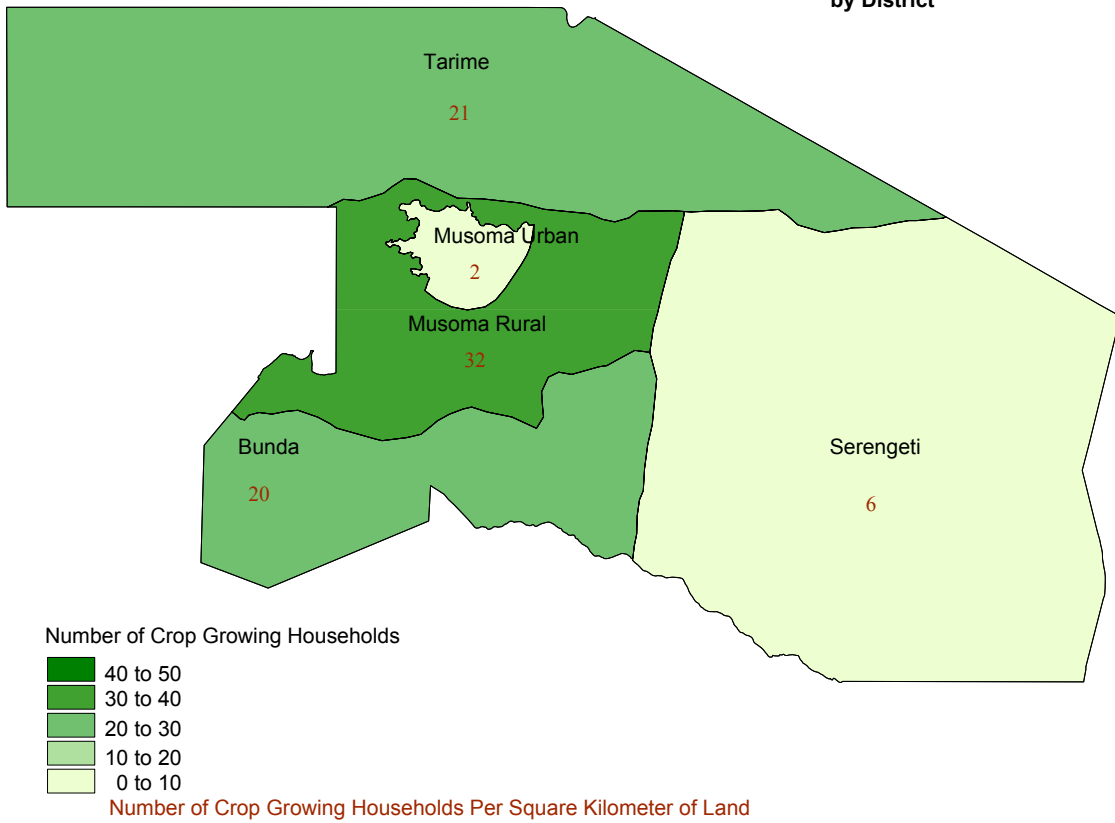 by District
Tarime
21
Musoma Urban
2
Musoma Rural
32
Bunda
20
Serengeti
6
Number of Crop Growing Households
40 to 50
30 to 40
20 to 30
10 to 20
0 to 10
Number of Crop Growing Households Per Square Kilometer of Land